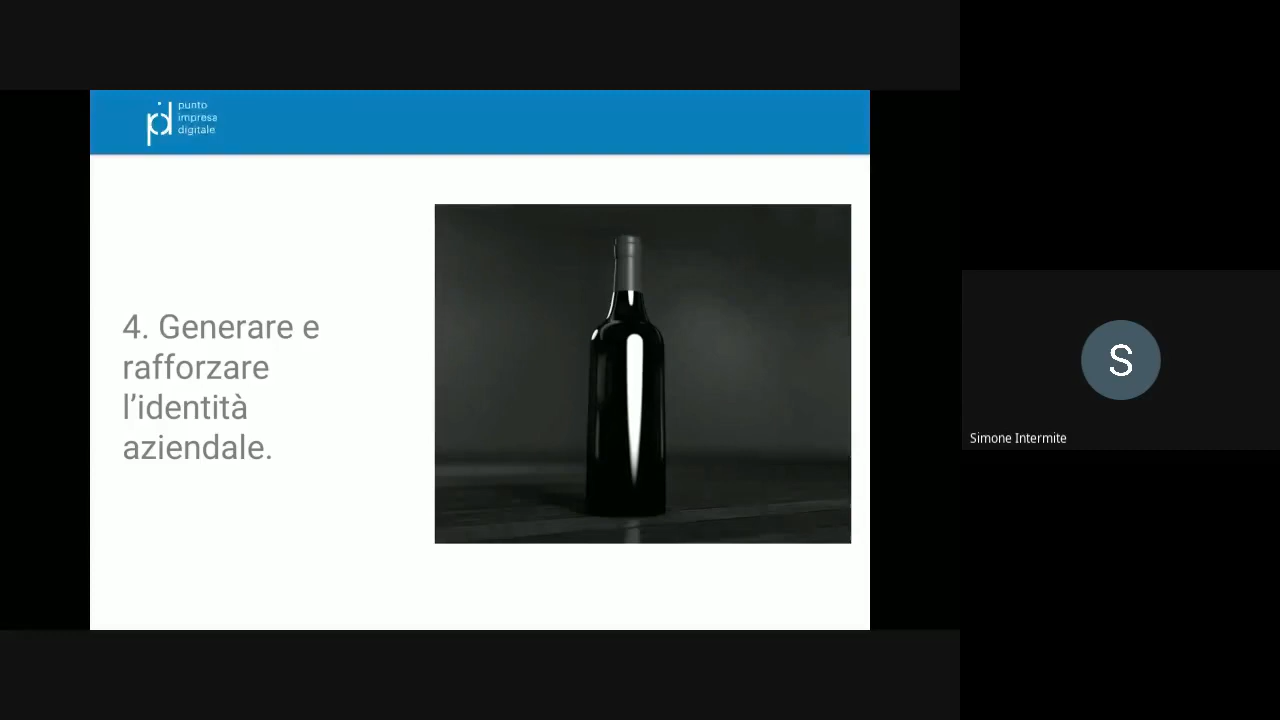 punto
impresa
digitale
4. Generare e
rafforzare
l’identità
aziendale.
S
Simone Intermite